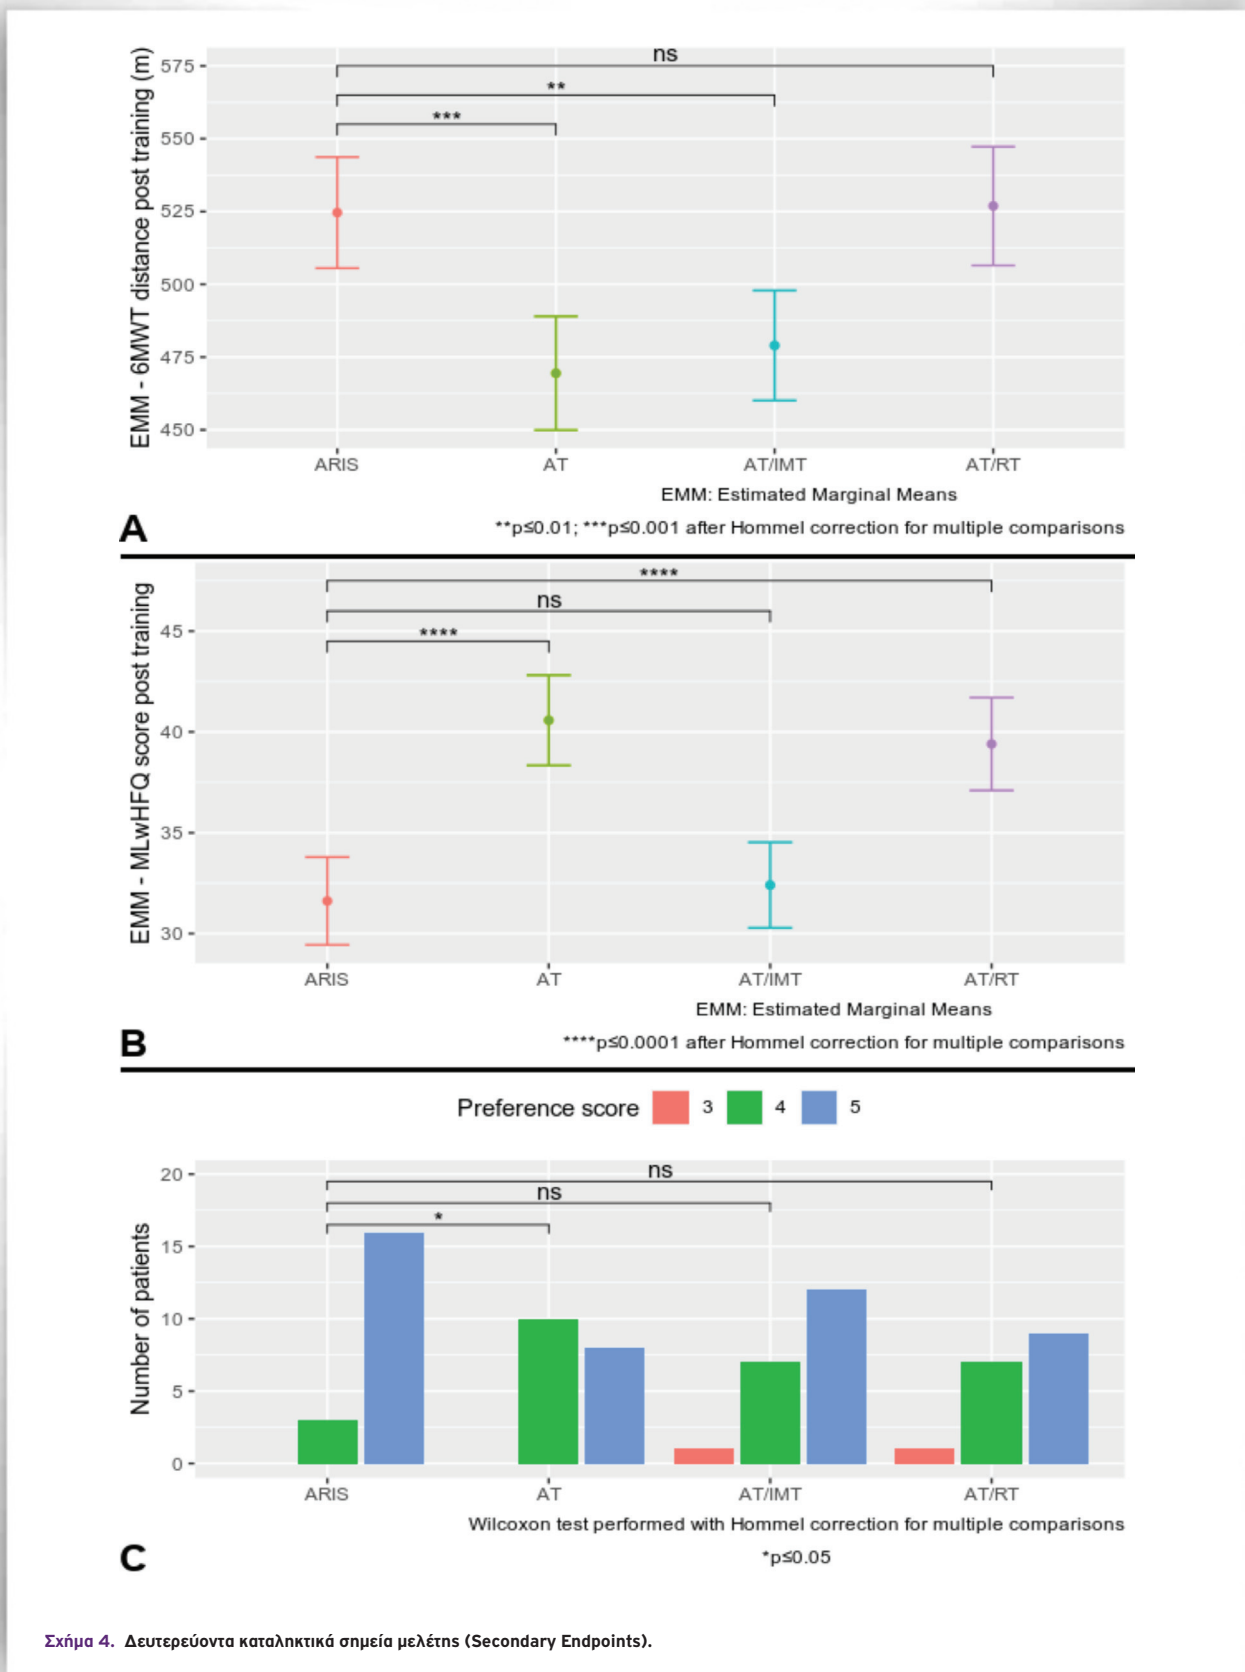 ns
**
***
EMM - 6MWT distance post training (m)
575
550
525
500
475
450
ARIS AT AT/IMT AT/RT
EMM: Estimated Marginal Means
**p≤0.01; ***p≤0.001 after Hommel correction for multiple comparisons
A
****
ns
****
EMM - MLwHFQ score post training
45
40
35
30
ARIS AT AT/IMT AT/RT
EMM: Estimated Marginal Means
****p≤0.0001 after Hommel correction for multiple comparisons
B
Preference score 3 4 5
ns
ns
*
Number of patients
20
15
10
5
0
ARIS AT AT/IMT AT/RT
Wilcoxon test performed with Hommel correction for multiple comparisons
*p≤0.05
C
Σχήμα 4. Δευτερεύοντα καταληκτικά σημεία μελέτης (Secondary Endpoints).